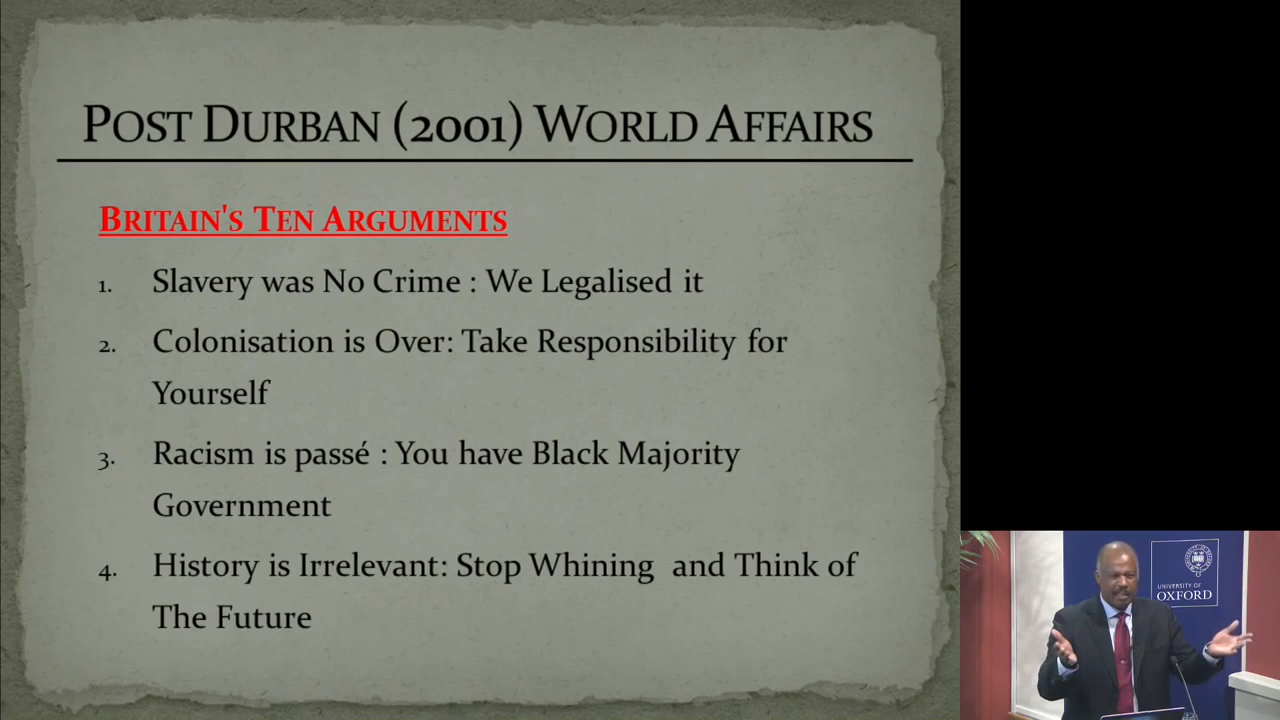 POST DURBAN (2001) WORLD AFFAIRS
BRITAIN'S TEN ARGUMENTS
1. Slavery was No Crime : We Legalised it
2. Colonisation is Over: Take Responsibility for
Yourself
3. Racism is passé : You have Black Majority
Government
4. History is Irrelevant: Stop Whining and Think of
The Future
UNIVERSITY OF
OXFORD